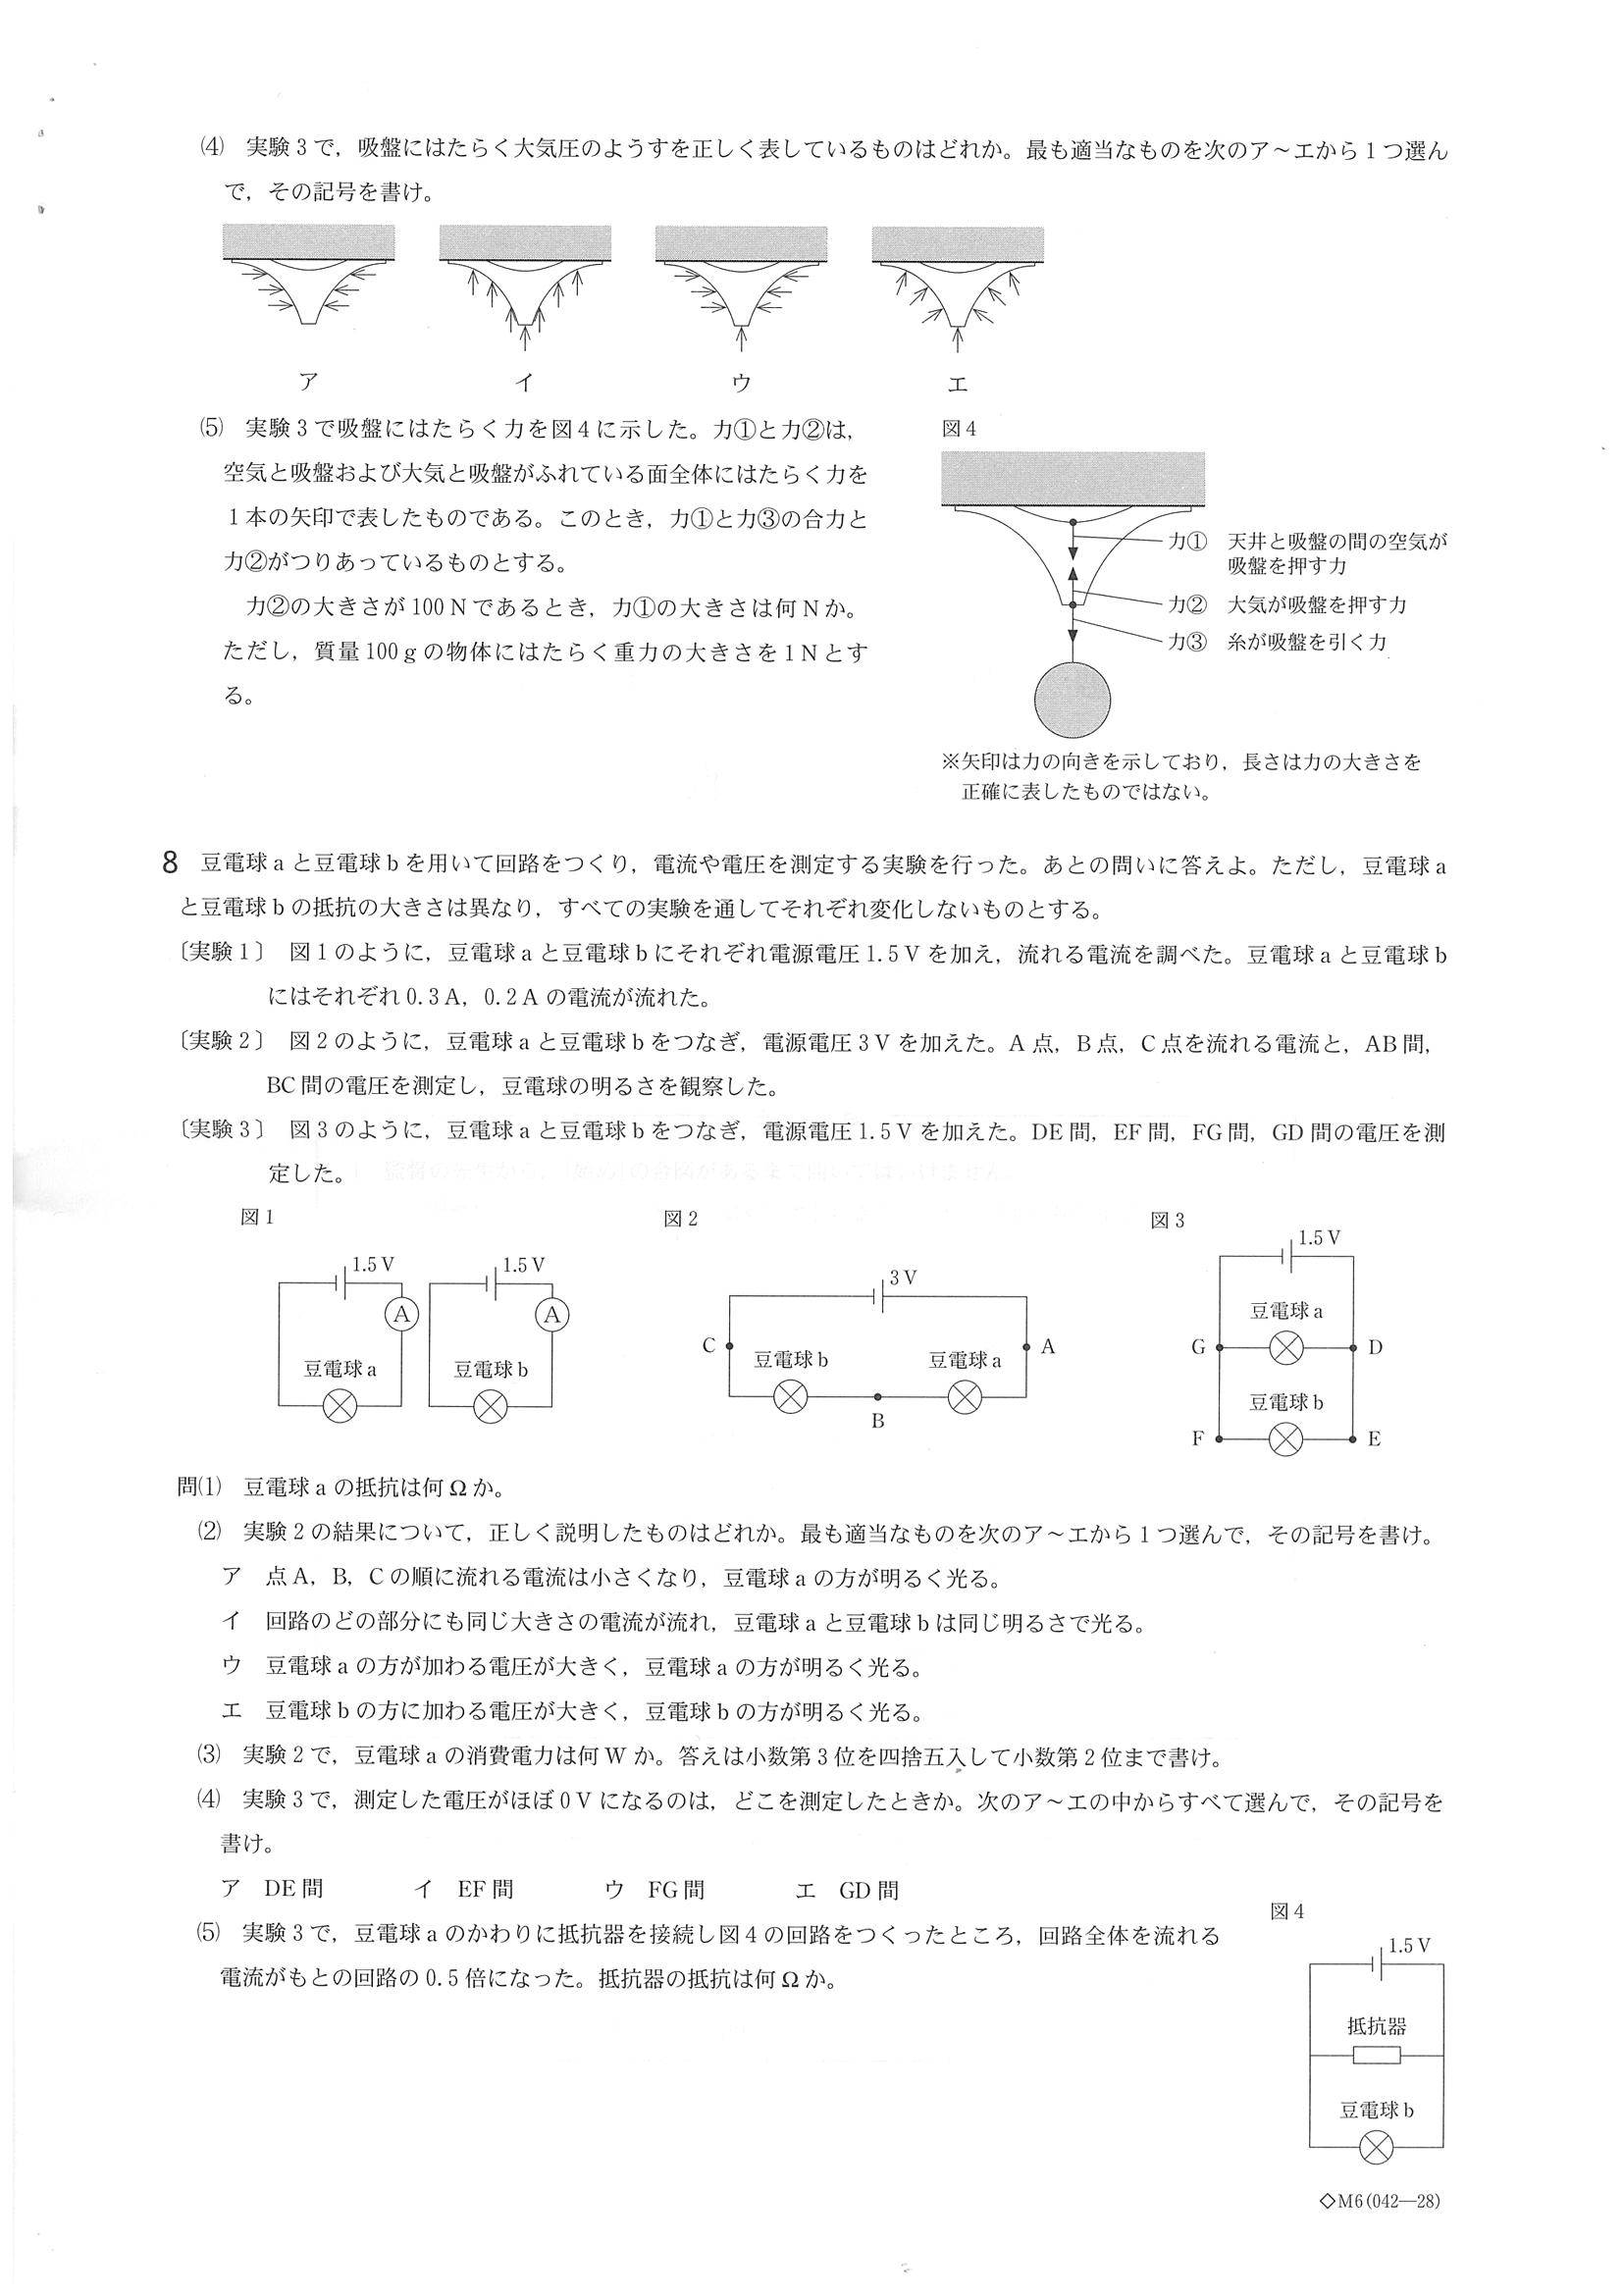 ⑷ 実験3で，吸盤にはたらく大気圧のようすを正しく表しているものはどれか。最も適当なものを次のア～エから1つ選ん
で，その記号を書け。
ア イ ウ エ
⑸ 実験3で吸盤にはたらく力を図4に示した。力①と力②は，
空気と吸盤および大気と吸盤がふれている面全体にはたらく力を
1本の矢印で表したものである。このとき，力①と力③の合力と
力②がつりあっているものとする。
力②の大きさが100Nであるとき，力①の大きさは何Nか。
ただし，質量100gの物体にはたらく重力の大きさを1Nとす
る。
図4
力① 天井と吸盤の間の空気が
吸盤を押す力
力② 大気が吸盤を押す力
力③ 糸が吸盤を引く力
※矢印は力の向きを示しており，長さは力の大きさを
正確に表したものではない。
8 豆電球aと豆電球bを用いて回路をつくり，電流や電圧を測定する実験を行った。あとの問いに答えよ。ただし，豆電球a
と豆電球bの抵抗の大きさは異なり，すべての実験を通してそれぞれ変化しないものとする。
〔実験1〕 図1のように，豆電球aと豆電球bにそれぞれ電源電圧1.5Vを加え，流れる電流を調べた。豆電球aと豆電球b
にはそれぞれ0.3A，0.2Aの電流が流れた。
〔実験2〕 図2のように，豆電球aと豆電球bをつなぎ，電源電圧3Vを加えた。A点，B点，C点を流れる電流と，AB間，
BC間の電圧を測定し，豆電球の明るさを観察した。
〔実験3〕 図3のように，豆電球aと豆電球bをつなぎ，電源電圧1.5Vを加えた。DE間，EF間，FG間，GD間の電圧を測
定した。
図1
1.5V
A
豆電球a
1.5V
A
豆電球b
図2
3V
C
豆電球b
豆電球a
A
B
図3
1.5V
豆電球a
G
D
豆電球b
F
E
問⑴ 豆電球aの抵抗は何Ωか。
⑵ 実験2の結果について，正しく説明したものはどれか。最も適当なものを次のア～エから1つ選んで，その記号を書け。
ア 点A，B，Cの順に流れる電流は小さくなり，豆電球aの方が明るく光る。
イ 回路のどの部分にも同じ大きさの電流が流れ，豆電球aと豆電球bは同じ明るさで光る。
ウ 豆電球aの方が加わる電圧が大きく，豆電球aの方が明るく光る。
エ 豆電球bの方に加わる電圧が大きく，豆電球bの方が明るく光る。
⑶ 実験2で，豆電球aの消費電力は何Wか。答えは小数第3位を四捨五入して小数第2位まで書け。
⑷ 実験3で，測定した電圧がほぼ0Vになるのは，どこを測定したときか。次のア～エの中からすべて選んで，その記号を
書け。
ア DE間 イ EF間 ウ FG間 エ GD間
⑸ 実験3で，豆電球aのかわりに抵抗器を接続し図4の回路をつくったところ，回路全体を流れる
電流がもとの回路の0.5倍になった。抵抗器の抵抗は何Ωか。
図4
1.5V
抵抗器
豆電球b
◇M6(042—28)